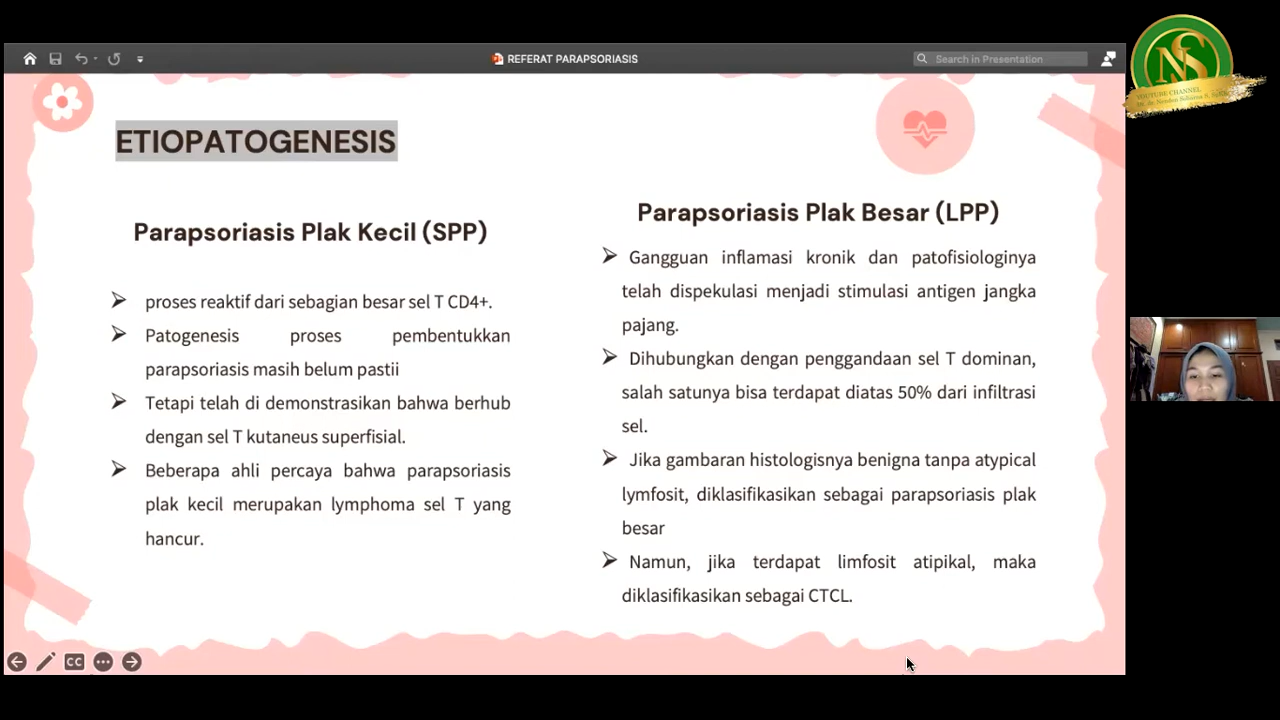 REFERAT PARAPSORIASIS
Search in Presentation
NS
YOUTUBE CHANNEL
ETIOPATOGENESIS
Parapsoriasis Plak Kecil (SPP)
proses reaktif dari sebagian besar sel T CD4+.
Patogenesis proses pembentukkan
parapsoriasis masih belum pastii
Tetapi telah di demonstrasikan bahwa berhub
dengan sel T kutaneus superfisial.
Beberapa ahli percaya bahwa parapsoriasis
plak kecil merupakan lymphoma sel T yang
hancur.
Parapsoriasis Plak Besar (LPP)
Gangguan inflamasi kronik dan patofisiologinya
telah dispekulasi menjadi stimulasi antigen jangka
pajang.
Dihubungkan dengan penggandaan sel T dominan,
salah satunya bisa terdapat diatas 50% dari infiltrasi
sel.
Jika gambaran histologisnya benigna tanpa atypical
lymfosit, diklasifikasikan sebagai parapsoriasis plak
besar
Namun, jika terdapat limfosit atipikal, maka
diklasifikasikan sebagai CTCL.
CC